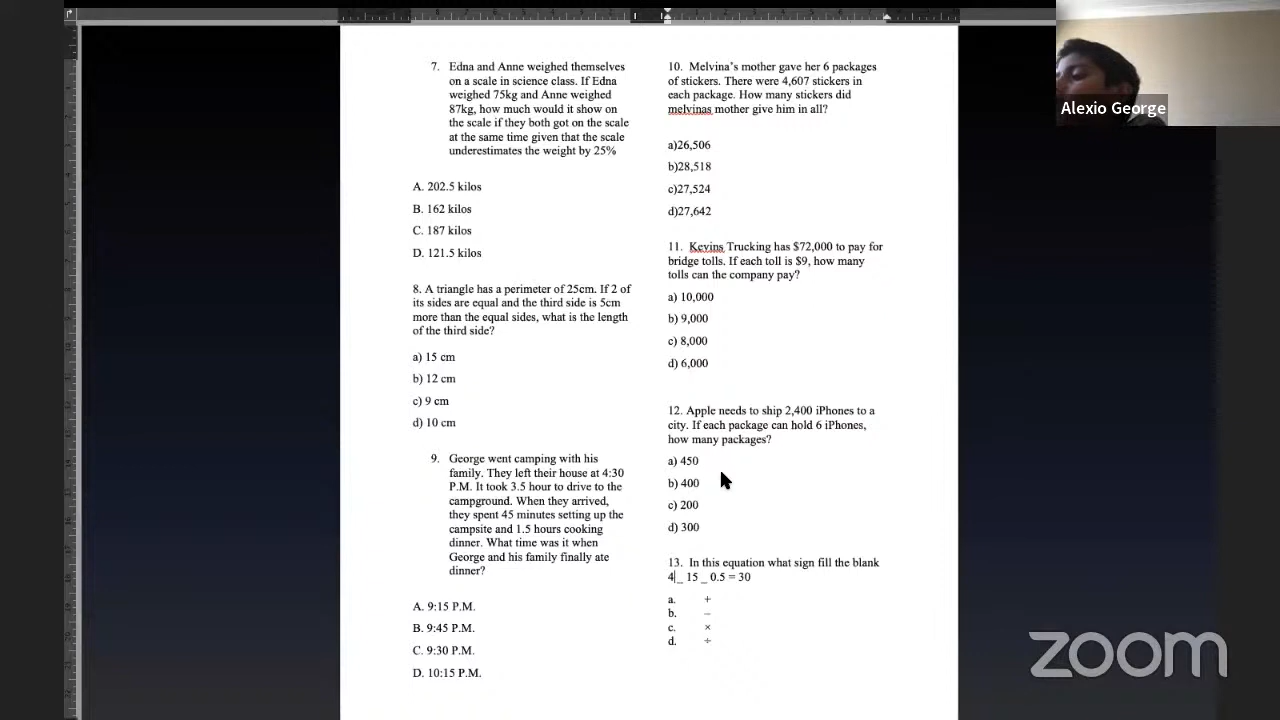 7. Edna and Anne weighed themselves
on a scale in science class. If Edna
weighed 75kg and Anne weighed
87kg, how much would it show on
the scale if they both got on the scale
at the same time given that the scale
underestimates the weight by 25%
A. 202.5 kilos
B. 162 kilos
C. 187 kilos
D. 121.5 kilos
8. A triangle has a perimeter of 25cm. If 2 of
its sides are equal and the third side is 5cm
more than the equal sides, what is the length
of the third side?
a) 15 cm
b) 12 cm
c) 9 cm
d) 10 cm
9. George went camping with his
family. They left their house at 4:30
P.M. It took 3.5 hour to drive to the
campground. When they arrived,
they spent 45 minutes setting up the
campsite and 1.5 hours cooking
dinner. What time was it when
George and his family finally ate
dinner?
A. 9:15 P.M.
B. 9:45 P.M.
C. 9:30 P.M.
D. 10:15 P.M.
10. Melvina's mother gave her 6 packages
of stickers. There were 4,607 stickers in
each package. How many stickers did
melvinas mother give him in all?
a)26,506
b)28,518
c)27,524
d)27,642
11. Kevins Trucking has $72,000 to pay for
bridge tolls. If each toll is $9, how many
tolls can the company pay?
a) 10,000
b) 9,000
c) 8,000
d) 6,000
12. Apple needs to ship 2,400 iPhones to a
city. If each package can hold 6 iPhones,
how many packages?
a) 450
b) 400
c) 200
d) 300
13. In this equation what sign fill the blank
4_ 15 _ 0.5 = 30
a. +
b. –
c. ×
d. ÷
Alexio George
zoom